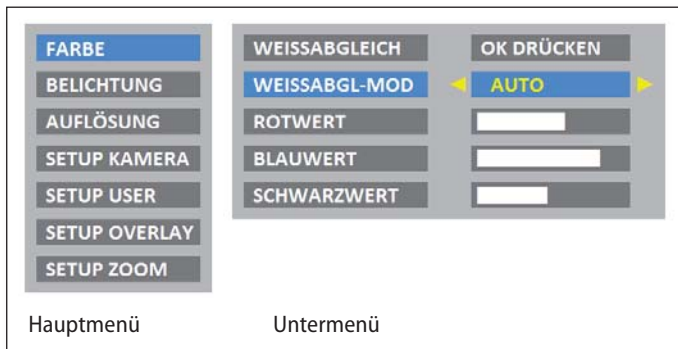 FARBE
BELICHTUNG
AUFLÖSUNG
SETUP KAMERA
SETUP USER
SETUP OVERLAY
SETUP ZOOM
WEISSABGLEICH OK DRÜCKEN
WEISSABGL-MOD AUTO
ROTWERT
BLAUWERT
SCHWARZWERT
Hauptmenü Untermenü